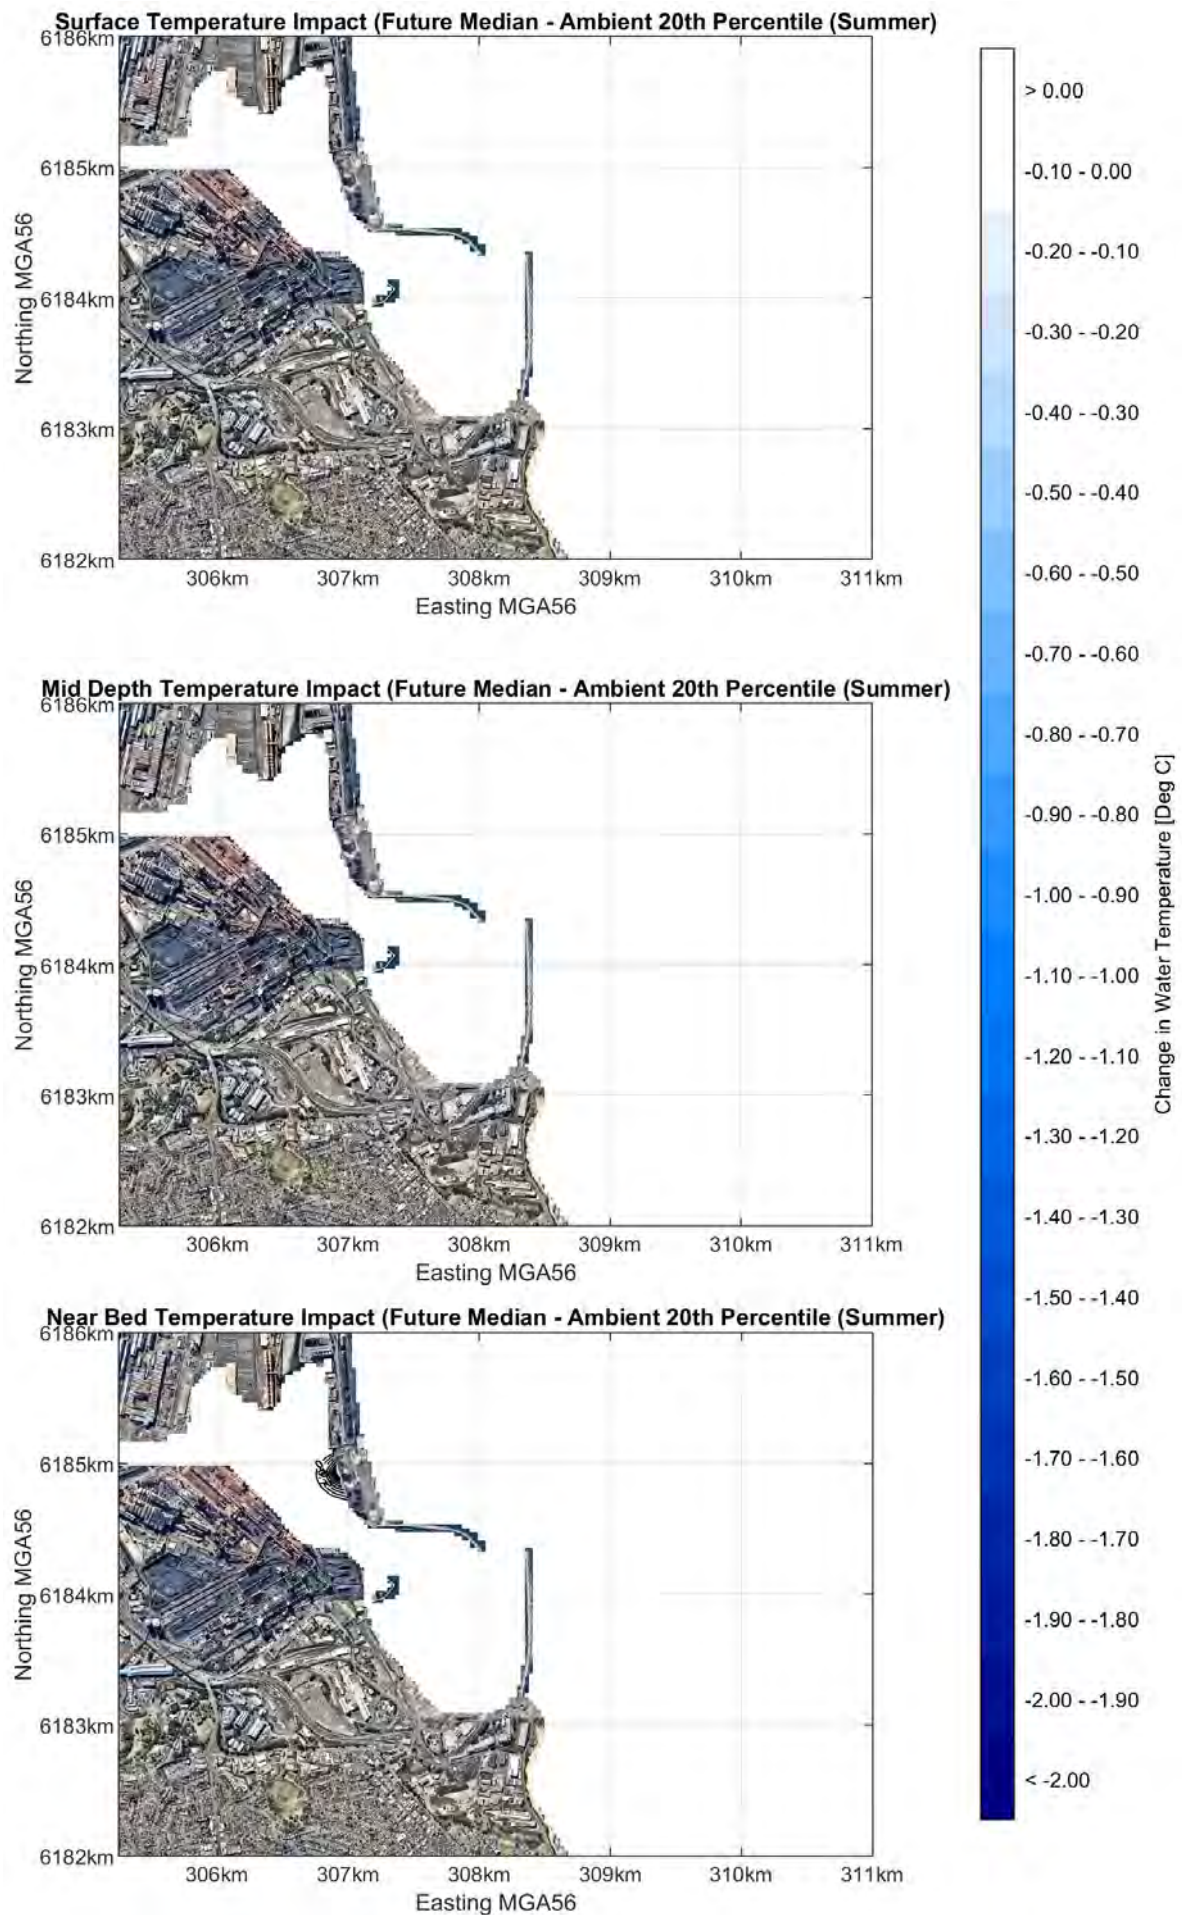 Surface Temperature Impact (Future Median - Ambient 20th Percentile (Summer)
6186km
6185km
6184km
6183km
6182km
Northing MGA56
306km 307km 308km 309km 310km 311km
Easting MGA56
Mid Depth Temperature Impact (Future Median - Ambient 20th Percentile (Summer)
6186km
6185km
6184km
6183km
6182km
Northing MGA56
306km 307km 308km 309km 310km 311km
Easting MGA56
Near Bed Temperature Impact (Future Median - Ambient 20th Percentile (Summer)
6186km
6185km
6184km
6183km
6182km
Northing MGA56
306km 307km 308km 309km 310km 311km
Easting MGA56
> 0.00
-0.10 - 0.00
-0.20 - -0.10
-0.30 - -0.20
-0.40 - -0.30
-0.50 - -0.40
-0.60 - -0.50
-0.70 - -0.60
-0.80 - -0.70
-0.90 - -0.80
-1.00 - -0.90
-1.10 - -1.00
-1.20 - -1.10
-1.30 - -1.20
-1.40 - -1.30
-1.50 - -1.40
-1.60 - -1.50
-1.70 - -1.60
-1.80 - -1.70
-1.90 - -1.80
-2.00 - -1.90
< -2.00
Change in Water Temperature [Deg C]